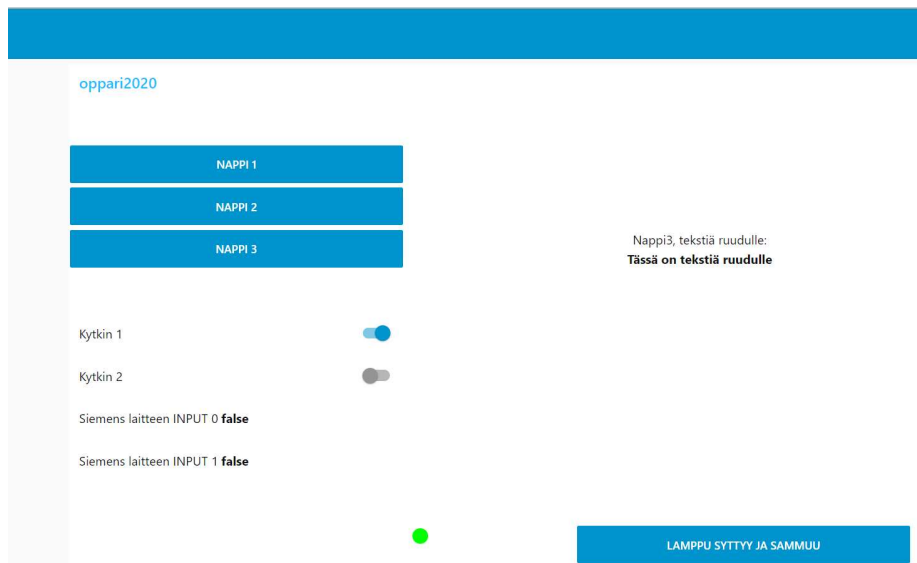 oppari2020
NAPPI 1
NAPPI 2
NAPPI 3
Nappi3, tekstiä ruudulle:
Tässä on tekstiä ruudulle
Kytkin 1
Kytkin 2
Siemens laitteen INPUT 0 false
Siemens laitteen INPUT 1 false
LAMPPU SYTTYY JA SAMMUU